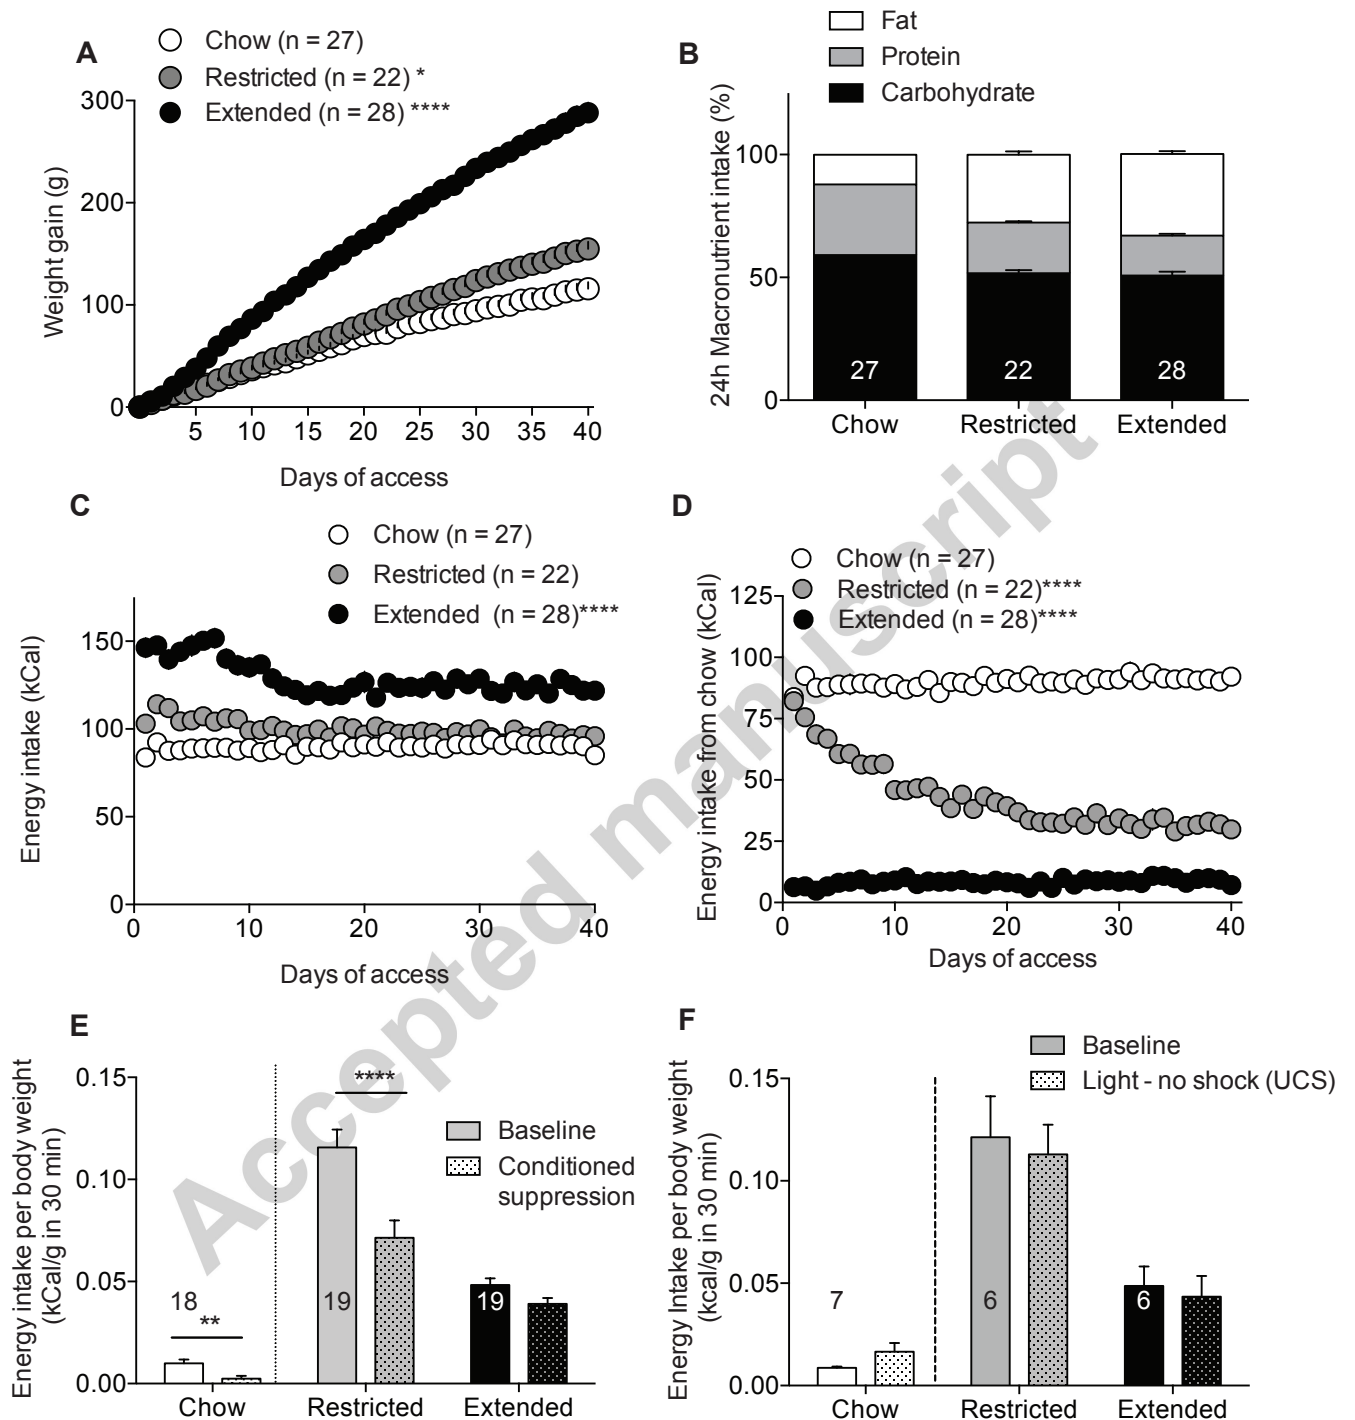 A
Chow (n = 27)
Restricted (n = 22) *
Extended (n = 28) ****
Weight gain (g)
300
200
100
0
5 10 15 20 25 30 35 40
Days of access
B
Fat
Protein
Carbohydrate
24h Macronutrient intake (%)
100
50
0
27 22 28
Chow Restricted Extended
C
Chow (n = 27)
Restricted (n = 22)
Extended (n = 28)****
Energy intake (kCal)
150
100
50
0
0 10 20 30 40
Days of access
D
Chow (n = 27)
Restricted (n = 22)****
Extended (n = 28)****
Energy intake from chow (kCal)
125
100
75
50
25
0
0 10 20 30 40
Days of access
E
Energy intake per body weight
(kCal/g in 30 min)
0.15
0.10
0.05
0.00
****
Baseline
Conditioned
suppression
18 19 19
**
Chow Restricted Extended
F
Baseline
Light - no shock (UCS)
Energy Intake per body weight
(kcal/g in 30 min)
0.15
0.10
0.05
0.00
7 6 6
Chow Restricted Extended
Accepted manuscript